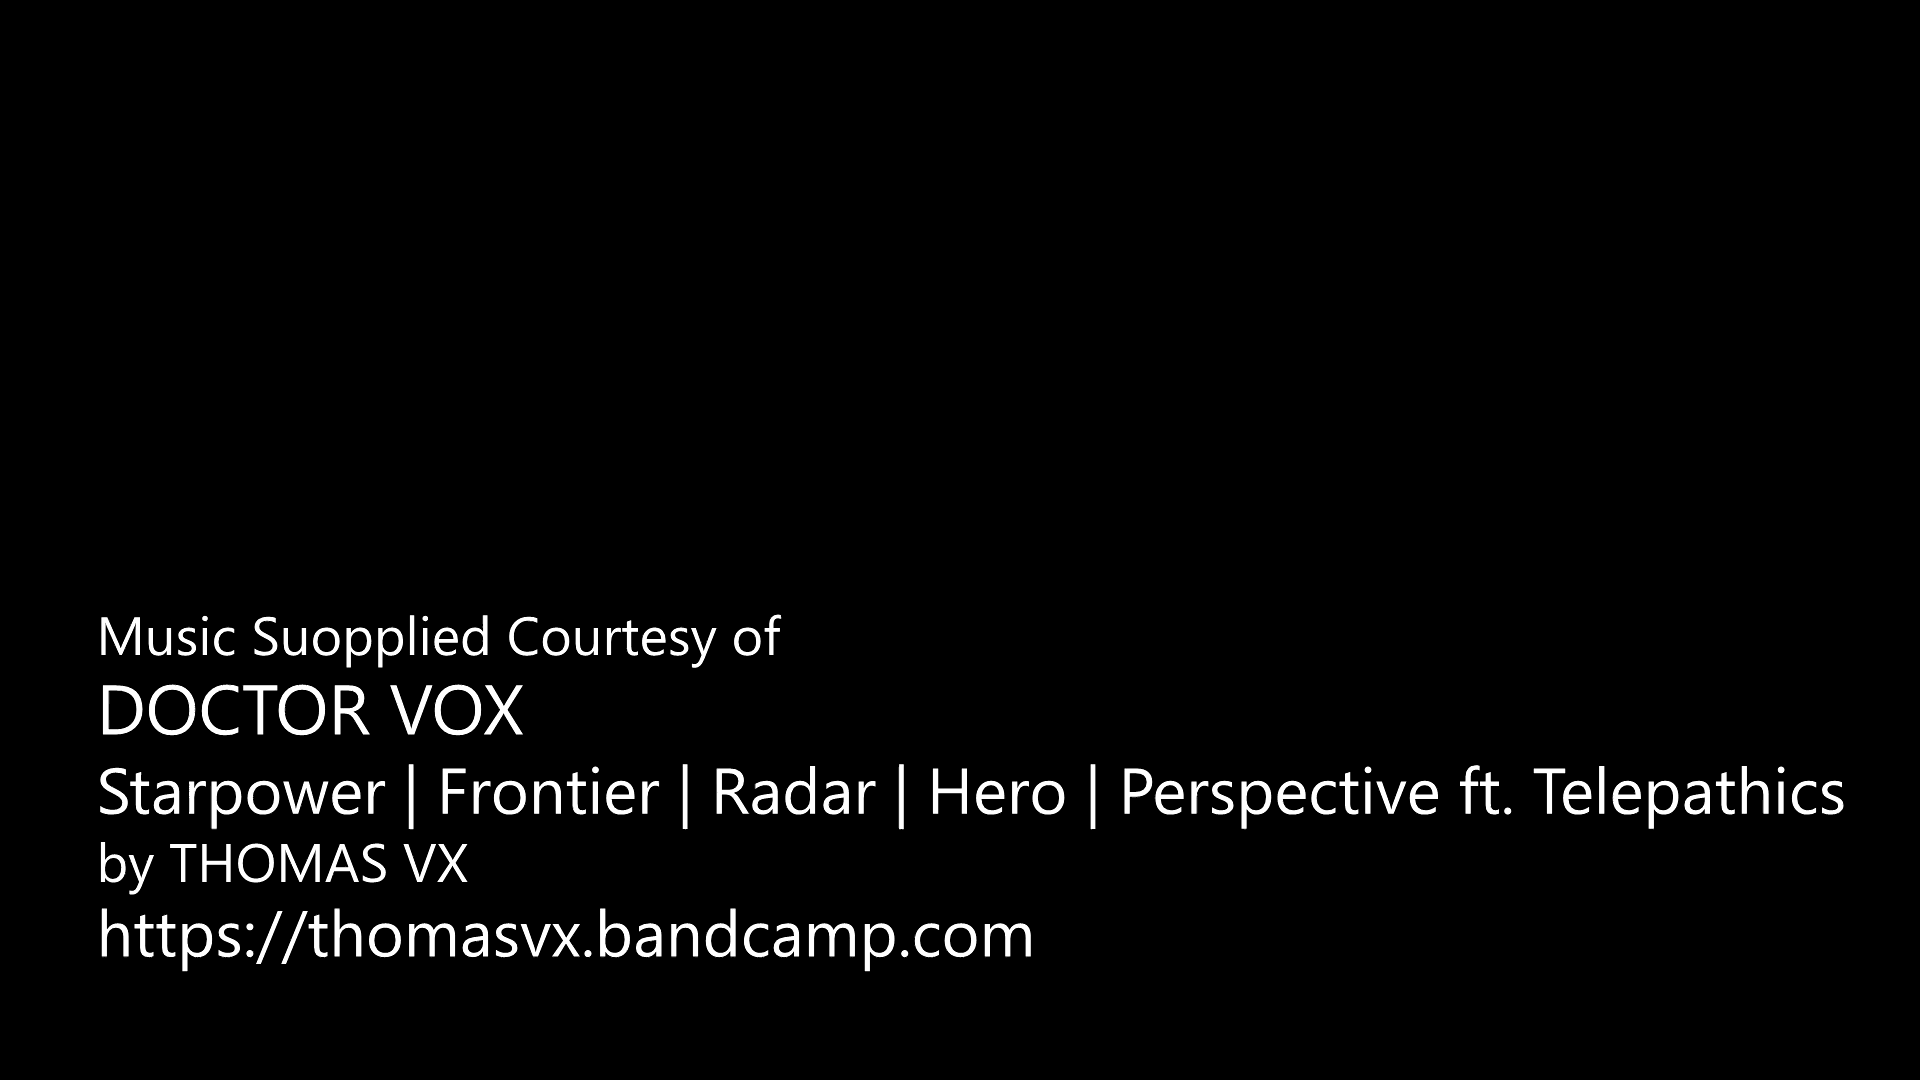 Music Suopplied Courtesy of
DOCTOR VOX
Starpower | Frontier | Radar | Hero | Perspective ft. Telepathics
by THOMAS VX
https://thomasvx.bandcamp.com